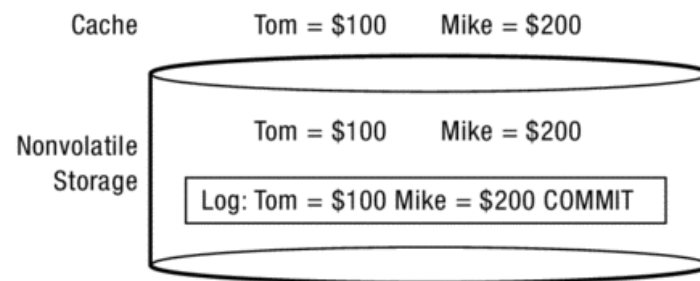 Cache Tom = $100 Mike = $200
Tom = $100 Mike = $200
Nonvolatile
Storage
Log: Tom = $100 Mike = $200 COMMIT